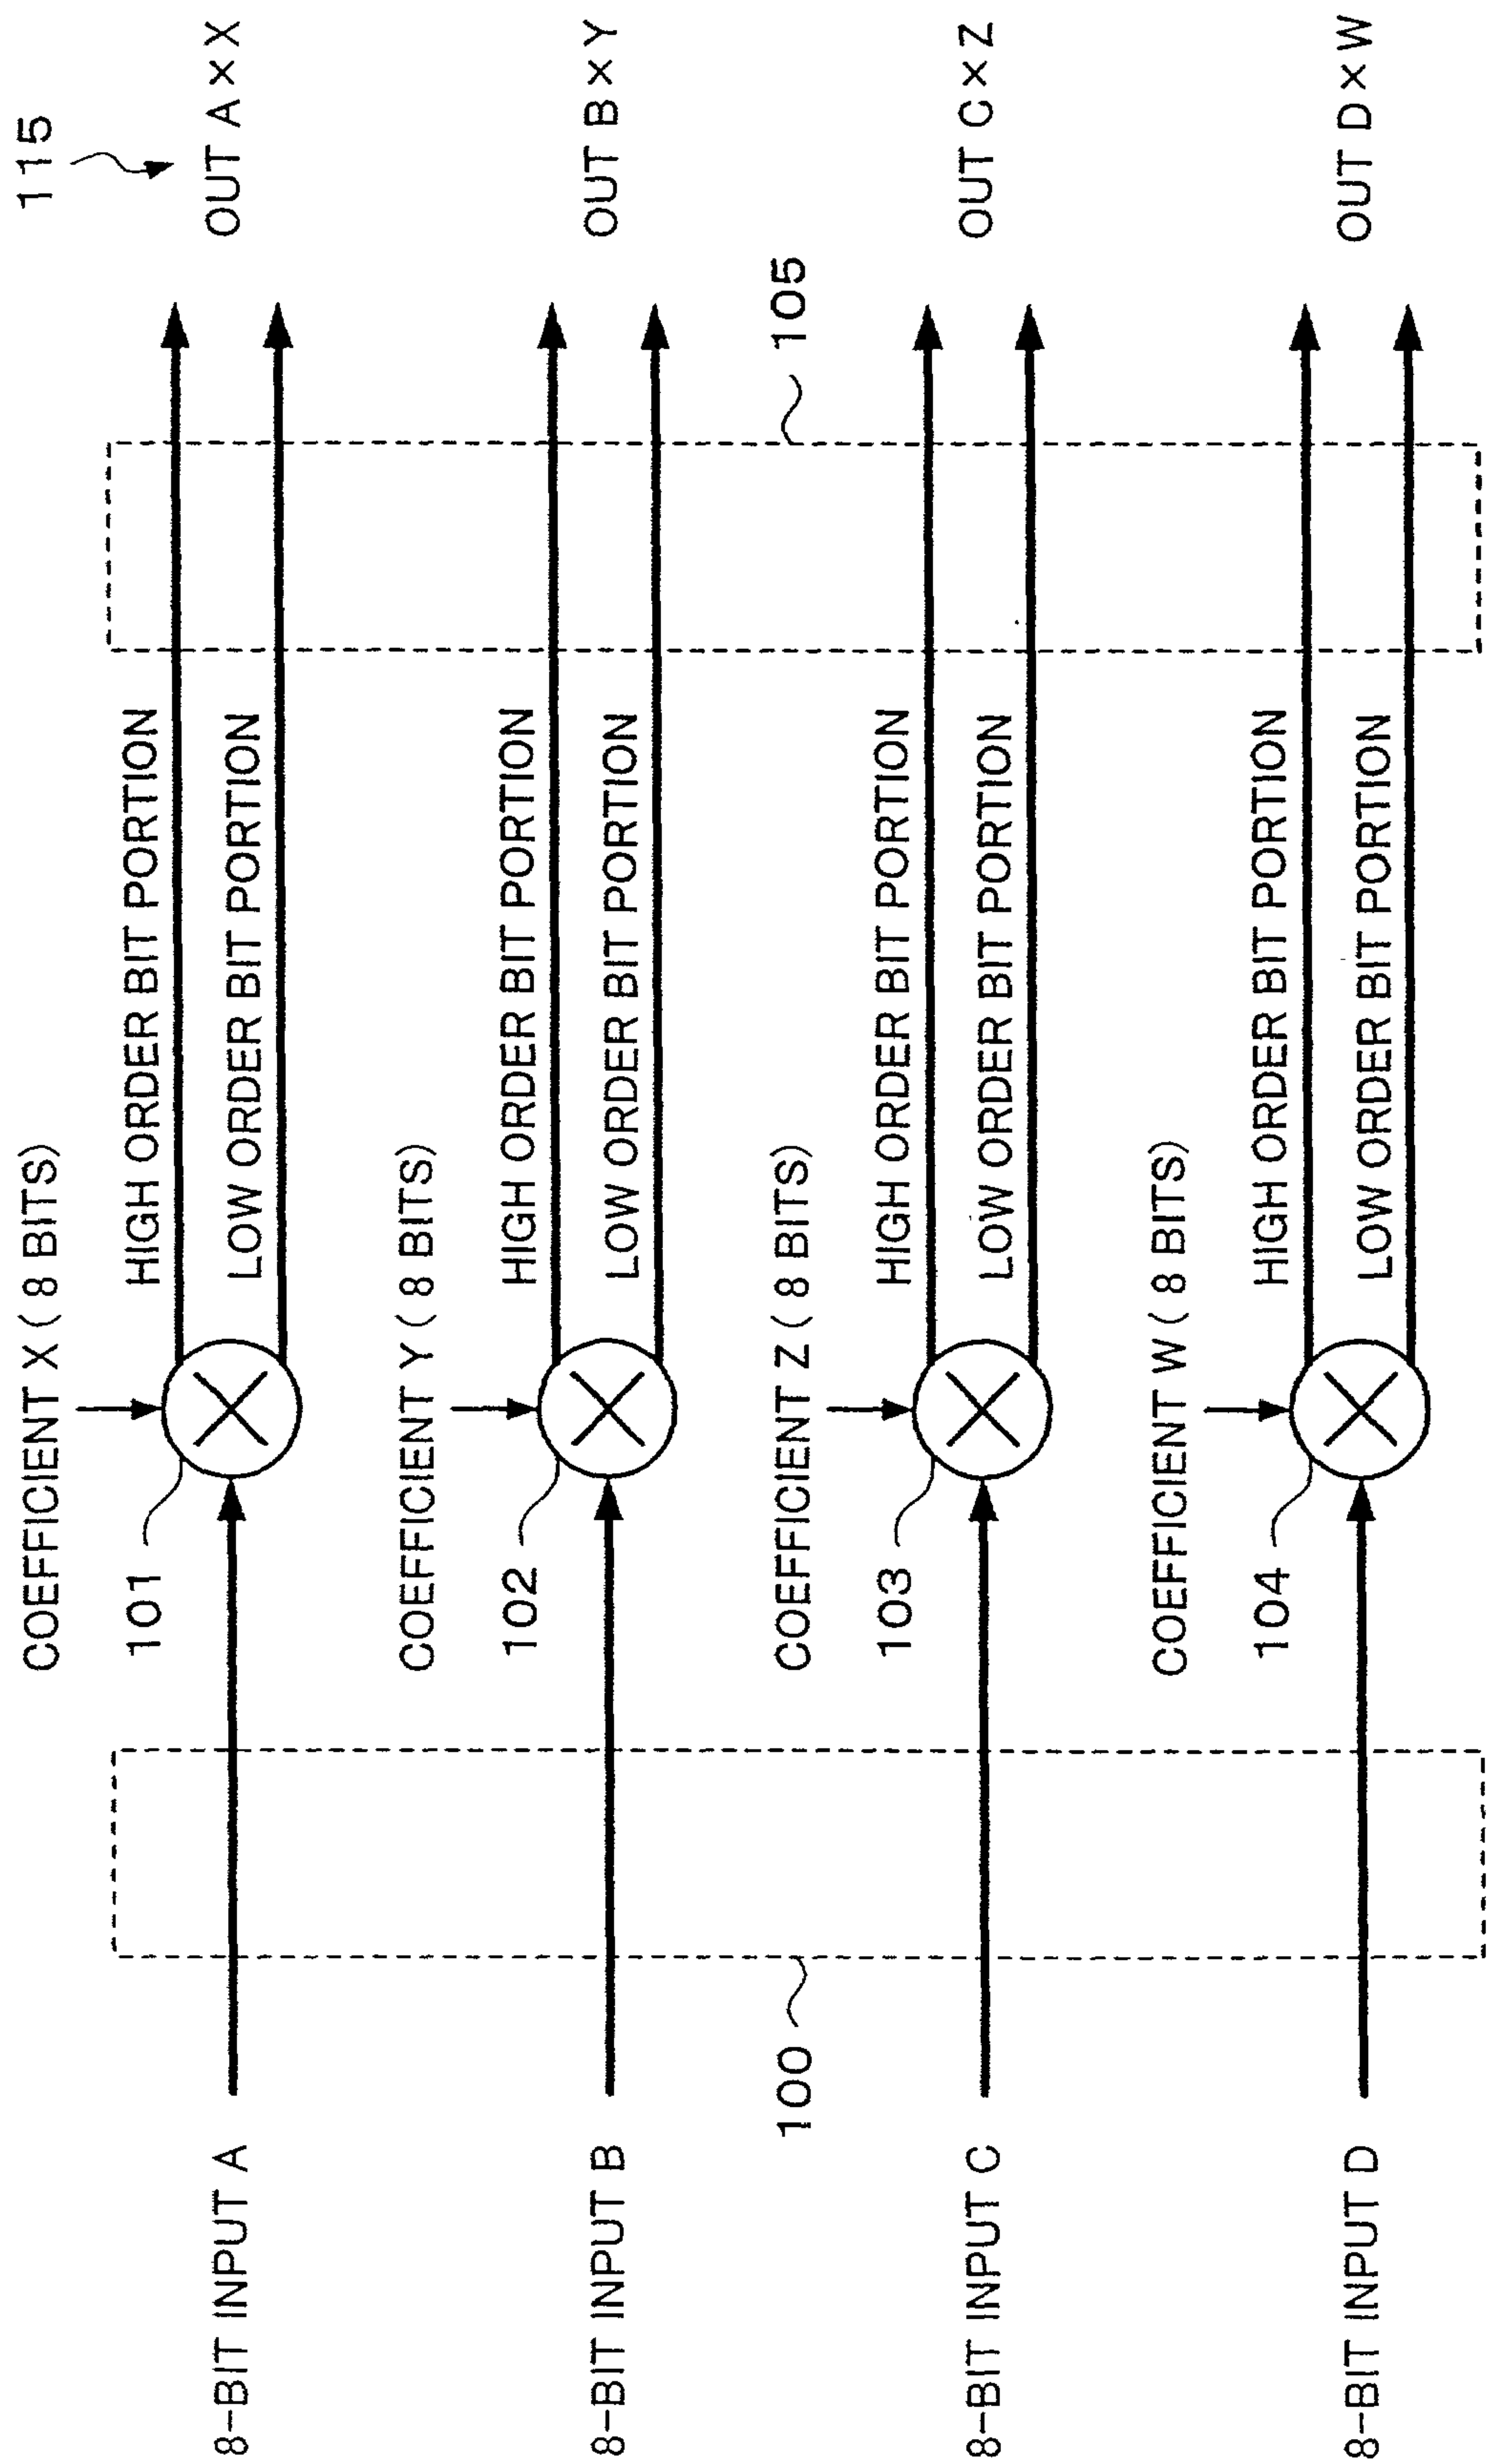 115
COEFFICIENT X ( 8 BITS)
101
HIGH ORDER BIT PORTION
LOW ORDER BIT PORTION
8-BIT INPUT A
OUT A×X
COEFFICIENT Y ( 8 BITS)
102
HIGH ORDER BIT PORTION
LOW ORDER BIT PORTION
8-BIT INPUT B
OUT B×Y
100
105
COEFFICIENT Z ( 8 BITS)
103
HIGH ORDER BIT PORTION
LOW ORDER BIT PORTION
8-BIT INPUT C
OUT C×Z
COEFFICIENT W ( 8 BITS)
104
HIGH ORDER BIT PORTION
LOW ORDER BIT PORTION
8-BIT INPUT D
OUT D×W